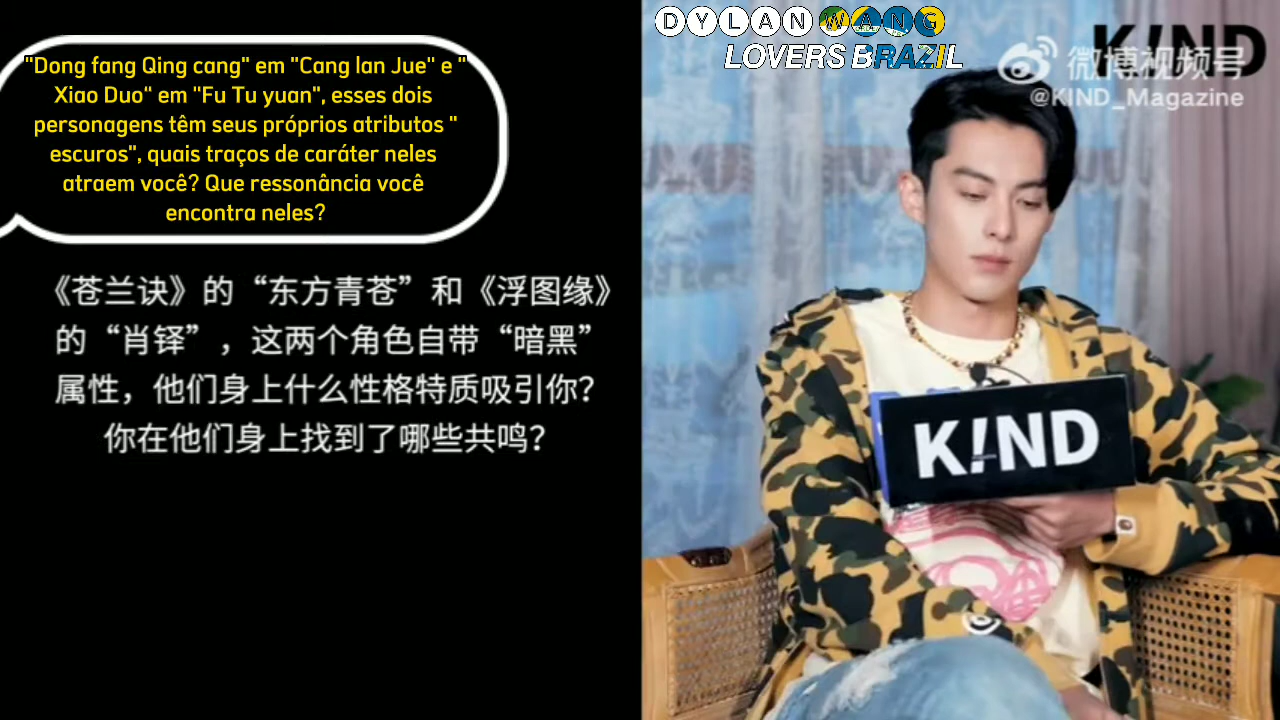 "Dong fang Qing cang" em "Cang lan Jue" e "
Xiao Duo" em "Fu Tu yuan", esses dois
personagens têm seus próprios atributos "
escuros", quais traços de caráter neles
atraem você? Que ressonância você
encontra neles?
《苍兰诀》的“东方青苍”和《浮图缘》
的“肖铎”，这两个角色自带“暗黑”
属性，他们身上什么性格特质吸引你？
你在他们身上找到了哪些共鸣？
DYLAN WANG
LOVERS BRAZIL
K!ND
微博视频号
@KIND_Magazine
K!ND